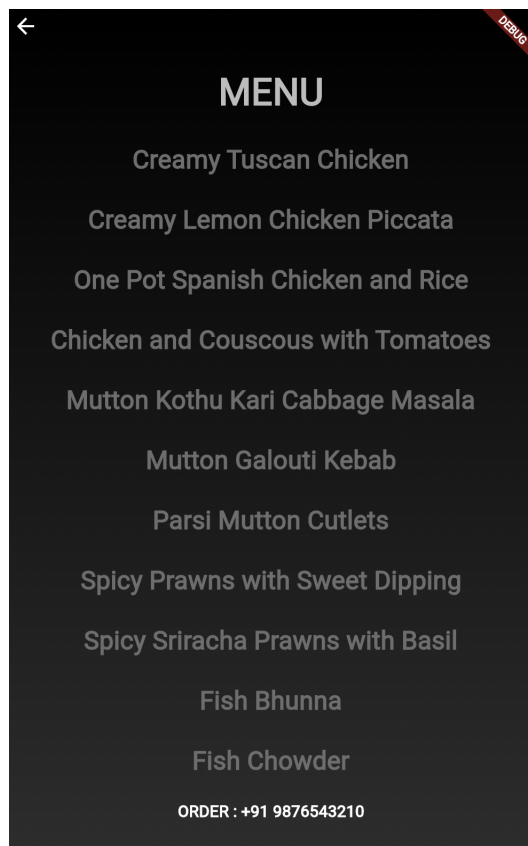 DEBUG
MENU
Creamy Tuscan Chicken
Creamy Lemon Chicken Piccata
One Pot Spanish Chicken and Rice
Chicken and Couscous with Tomatoes
Mutton Kothu Kari Cabbage Masala
Mutton Galouti Kebab
Parsi Mutton Cutlets
Spicy Prawns with Sweet Dipping
Spicy Sriracha Prawns with Basil
Fish Bhunna
Fish Chowder
ORDER : +91 9876543210